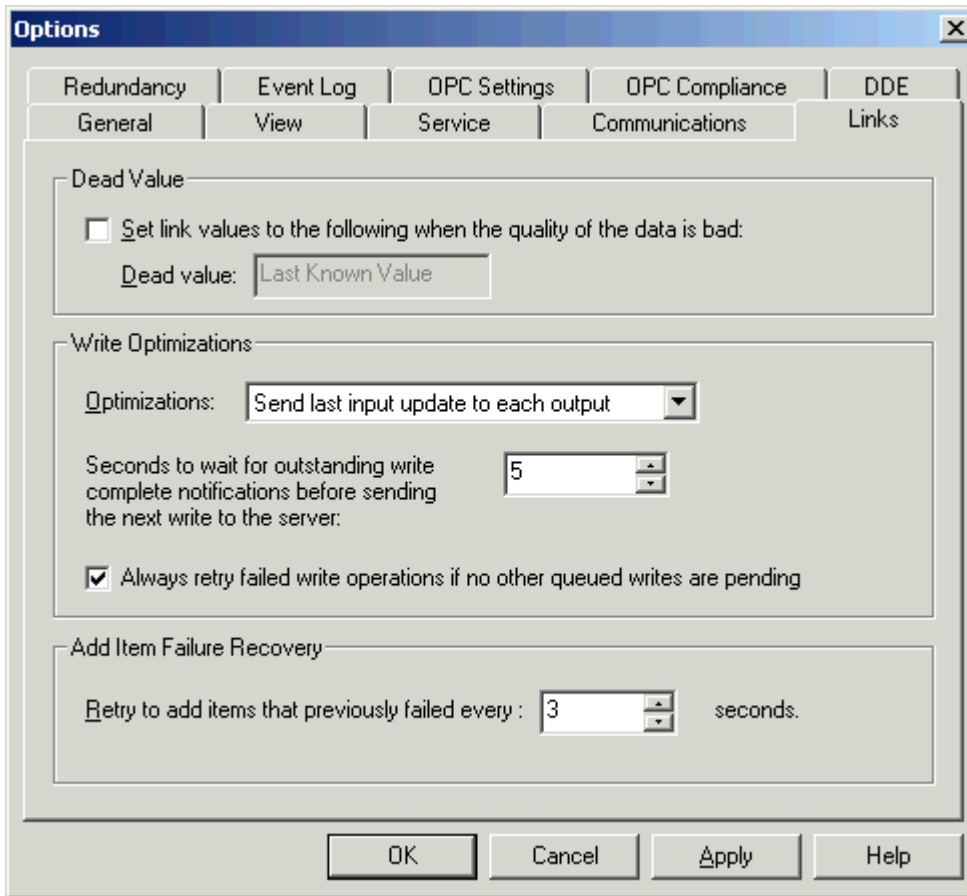 Options
Redundancy Event Log OPC Settings OPC Compliance DDE
General View Service Communications Links
Dead Value
Set link values to the following when the quality of the data is bad:
Dead value: Last Known Value
Write Optimizations
Optimizations: Send last input update to each output
Seconds to wait for outstanding write
complete notifications before sending
the next write to the server:
5
Always retry failed write operations if no other queued writes are pending
Add Item Failure Recovery
Retry to add items that previously failed every : 3 seconds.
OK Cancel Apply Help